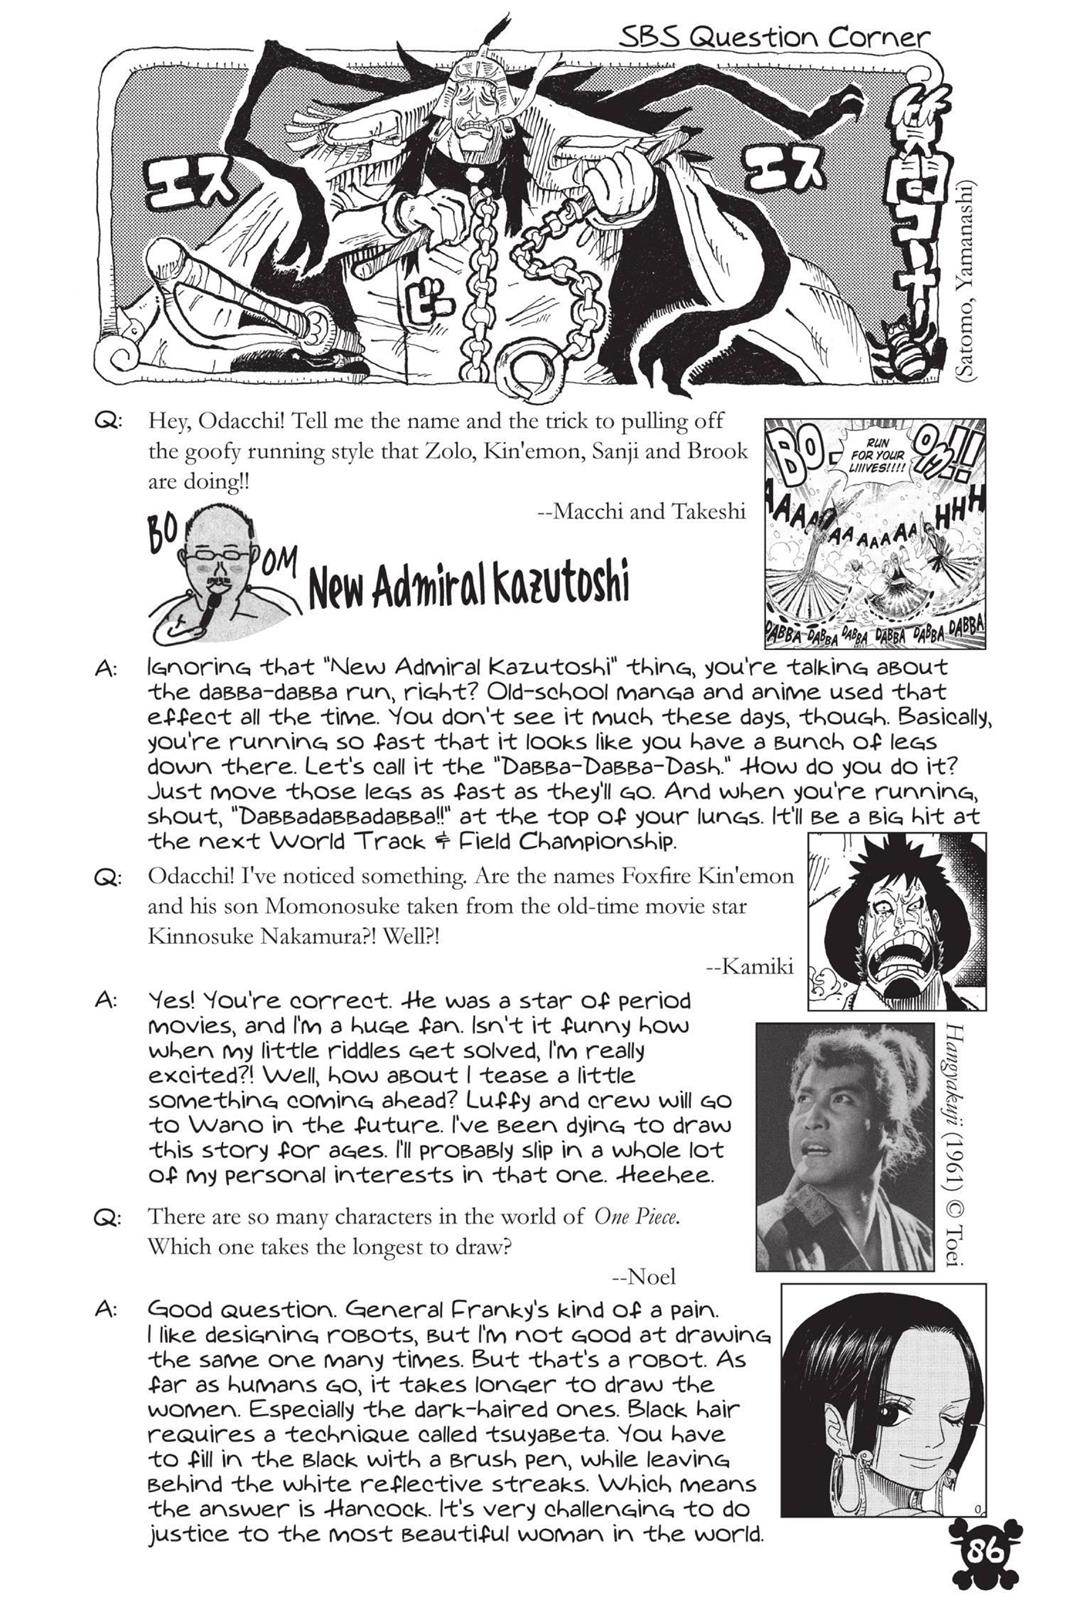 SBS Question Corner
エス
エス
ビー
質問コーナー
(Satomo, Yamanashi)
Q: Hey, Odacchi! Tell me the name and the trick to pulling off
the goofy running style that Zolo, Kin'emon, Sanji and Brook
are doing!!
--Macchi and Takeshi
BO
OM!!
RUN
FOR YOUR
LIIIVES!!!!
AAAAAAAAAAAHHH
DABBA DABBA DABBA DABBA DABBA DABBA
BO
OM
New Admiral Kazutoshi
A: Ignoring that "New Admiral Kazutoshi" thing, you're talking about
the dabba-dabba run, right? Old-school manga and anime used that
effect all the time. You don't see it much these days, though. Basically,
you're running so fast that it looks like you have a bunch of legs
down there. Let's call it the "Dabba-Dabba-Dash." How do you do it?
Just move those legs as fast as they'll go. And when you're running,
shout, "Dabbadabbadabba!!" at the top of your lungs. It'll be a big hit at
the next World Track & Field Championship.
Q: Odacchi! I've noticed something. Are the names Foxfire Kin'emon
and his son Momonosuke taken from the old-time movie star
Kinnosuke Nakamura?! Well?!
--Kamiki
A: Yes! You're correct. He was a star of period
movies, and I'm a huge fan. Isn't it funny how
when my little riddles get solved, I'm really
excited?! Well, how about I tease a little
something coming ahead? Luffy and crew will go
to Wano in the future. I've been dying to draw
this story for ages. I'll probably slip in a whole lot
of my personal interests in that one. Heehee.
Hangyakuji (1961) © Toei
Q: There are so many characters in the world of One Piece.
Which one takes the longest to draw?
--Noel
A: Good question. General Franky's kind of a pain.
I like designing robots, but I'm not good at drawing
the same one many times. But that's a robot. As
far as humans go, it takes longer to draw the
women. Especially the dark-haired ones. Black hair
requires a technique called tsuyabeta. You have
to fill in the black with a brush pen, while leaving
behind the white reflective streaks. Which means
the answer is Hancock. It's very challenging to do
justice to the most beautiful woman in the world.
86